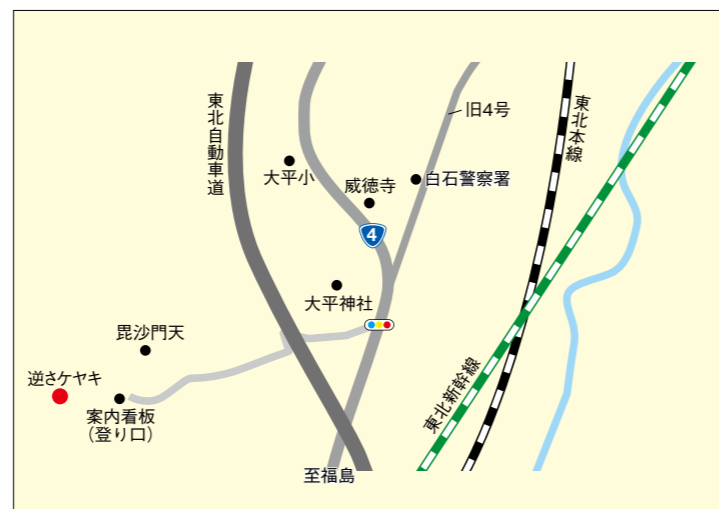 東北自動車道
旧4号
東北本線
大平小
威徳寺
白石警察署
4
大平神社
毘沙門天
逆さケヤキ
案内看板
(登り口)
東北新幹線
至福島